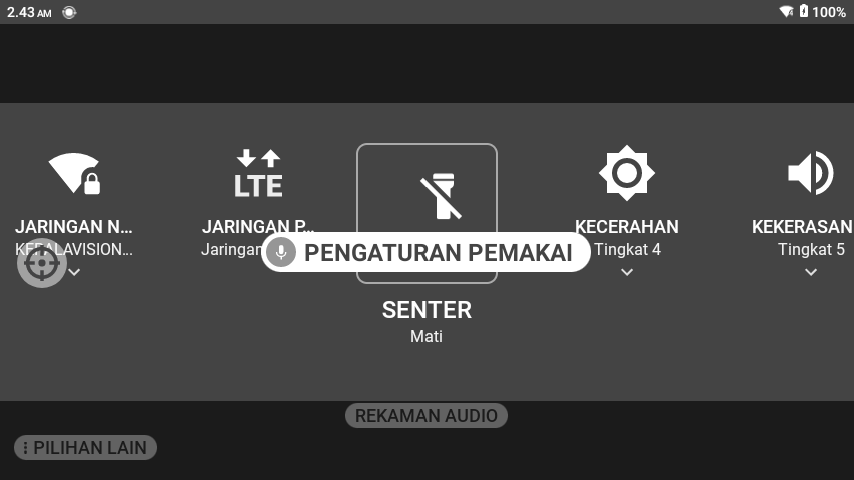 2.43 AM
100%
LTE
JARINGAN N...
JARINGAN P...
KECERAHAN
KEKERASAN
KEPALAVISION...
Jaringan
Tingkat 4
Tingkat 5
PENGATURAN PEMAKAI
SENTER
Mati
REKAMAN AUDIO
PILIHAN LAIN